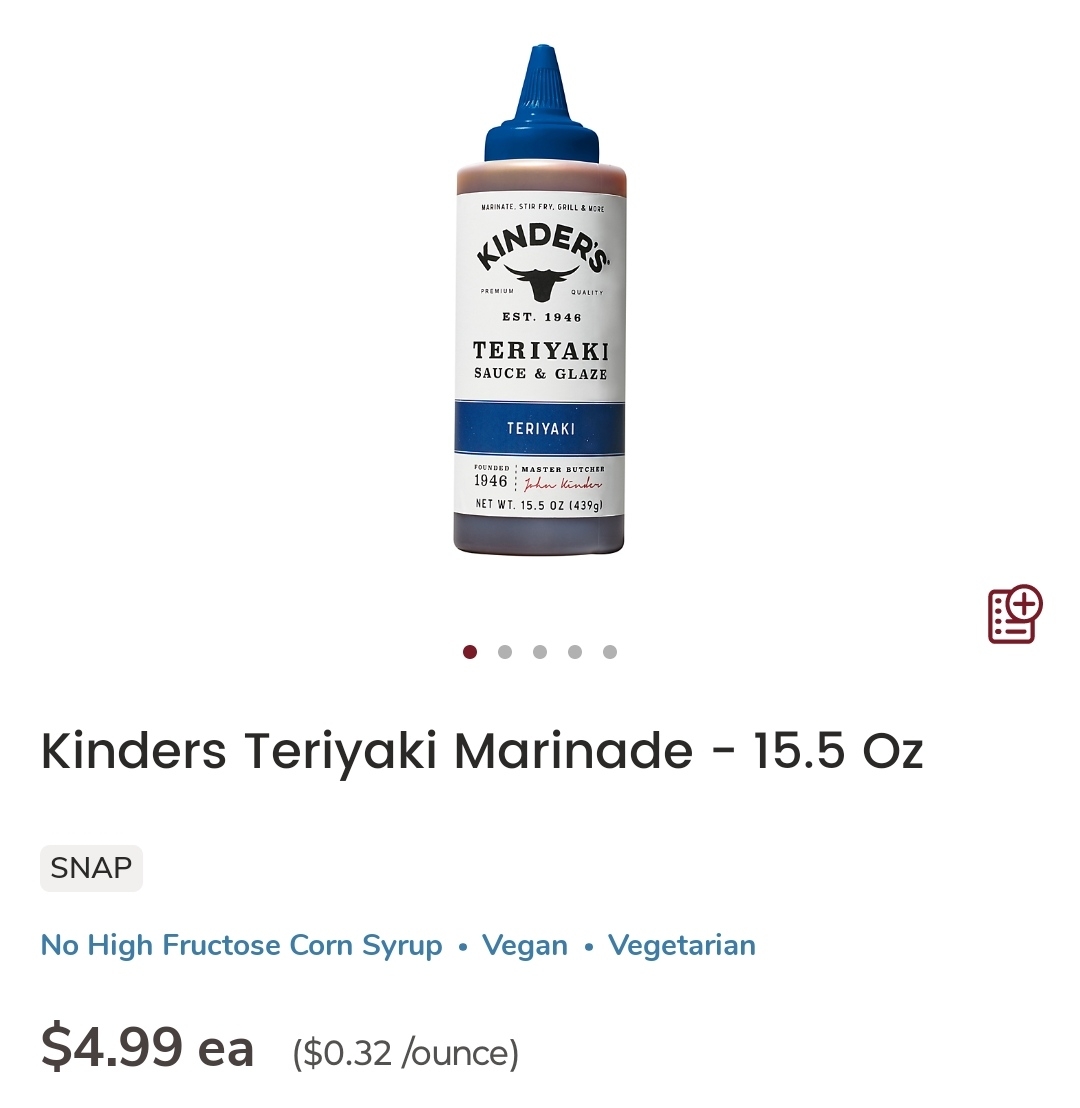 MARINATE, STIR FRY, GRILL & MORE
KINDER'S
PREMIUM QUALITY
EST. 1946
TERIYAKI
SAUCE & GLAZE
TERIYAKI
FOUNDED
1946
MASTER BUTCHER
John Kinder
NET WT. 15.5 OZ (439g)
Kinders Teriyaki Marinade - 15.5 Oz
SNAP
No High Fructose Corn Syrup • Vegan • Vegetarian
$4.99 ea ($0.32 /ounce)